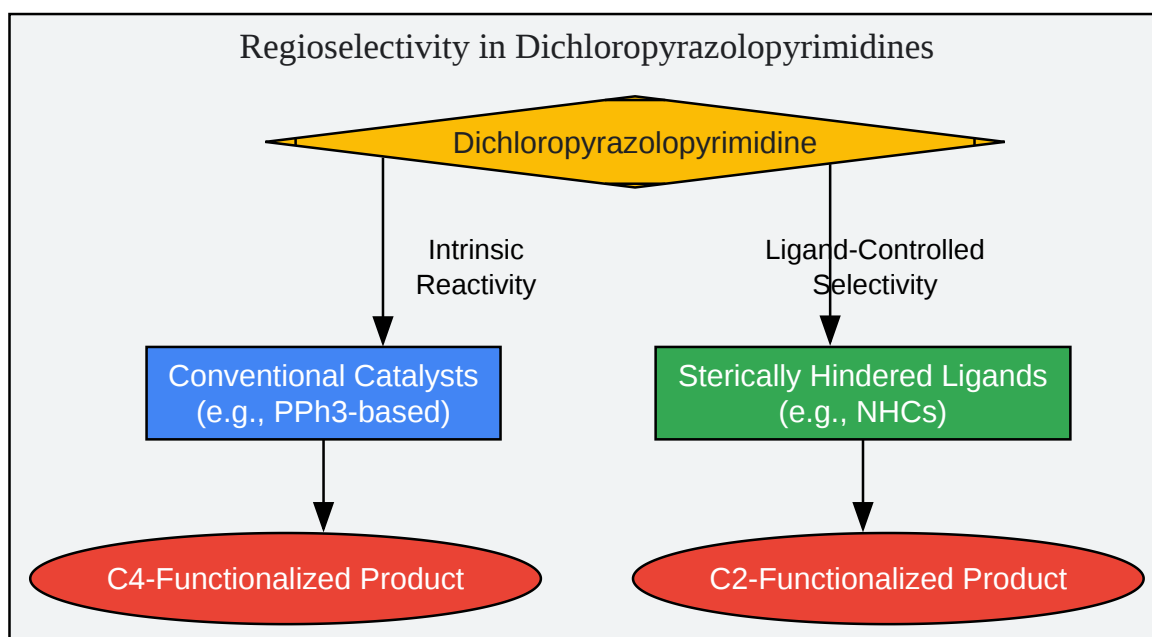 Regioselectivity in Dichloropyrazolopyrimidines
Dichloropyrazolopyrimidine
Intrinsic
Reactivity
Ligand-Controlled
Selectivity
Conventional Catalysts
(e.g., PPh3-based)
Sterically Hindered Ligands
(e.g., NHCs)
C4-Functionalized Product
C2-Functionalized Product